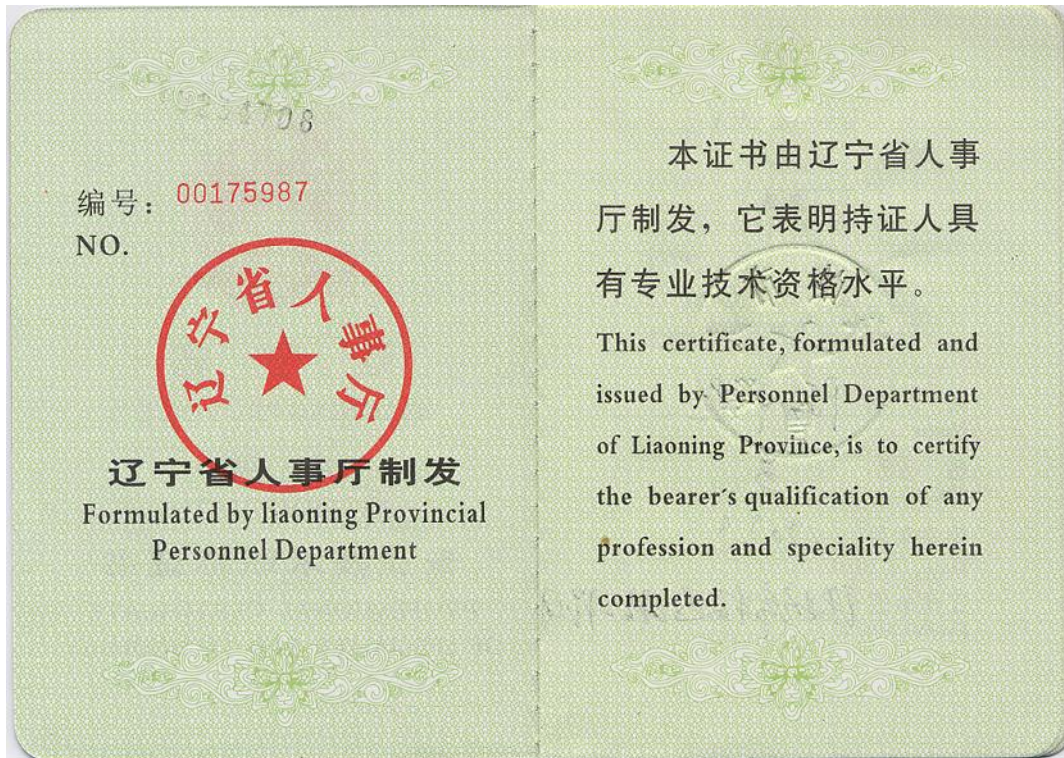 编号：00175987
NO.
辽宁省人事厅
辽宁省人事厅制发
Formulated by liaoning Provincial
Personnel Department
本证书由辽宁省人事
厅制发，它表明持证人具
有专业技术资格水平。
This certificate, formulated and
issued by Personnel Department
of Liaoning Province, is to certify
the bearer's qualification of any
profession and speciality herein
completed.